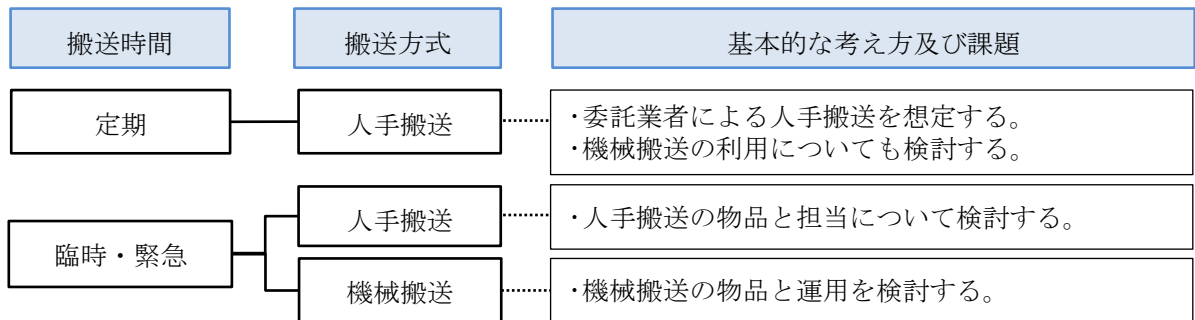 搬送時間 搬送方式 基本的な考え方及び課題
定期 人手搬送 ・委託業者による人手搬送を想定する。
・機械搬送の利用についても検討する。
臨時・緊急 人手搬送 ・人手搬送の物品と担当について検討する。
機械搬送 ・機械搬送の物品と運用を検討する。